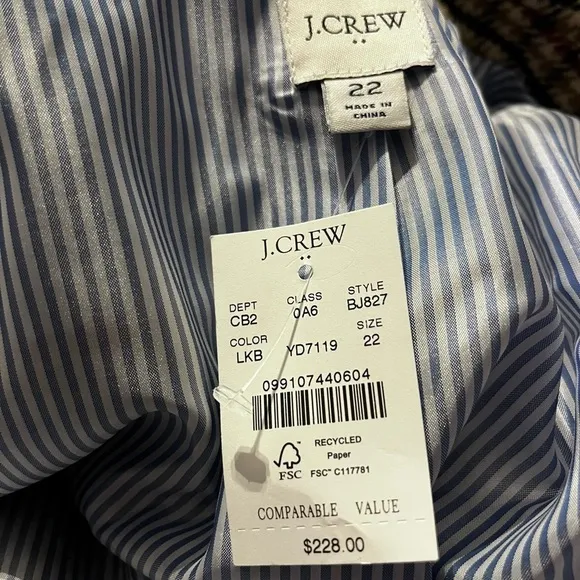 J.CREW
22
MADE IN
CHINA
J.CREW
DEPT CLASS STYLE
CB2 0A6 BJ827
COLOR SIZE
LKB YD7119 22
099107440604
RECYCLED
Paper
FSC FSC™ C117781
COMPARABLE VALUE
$228.00